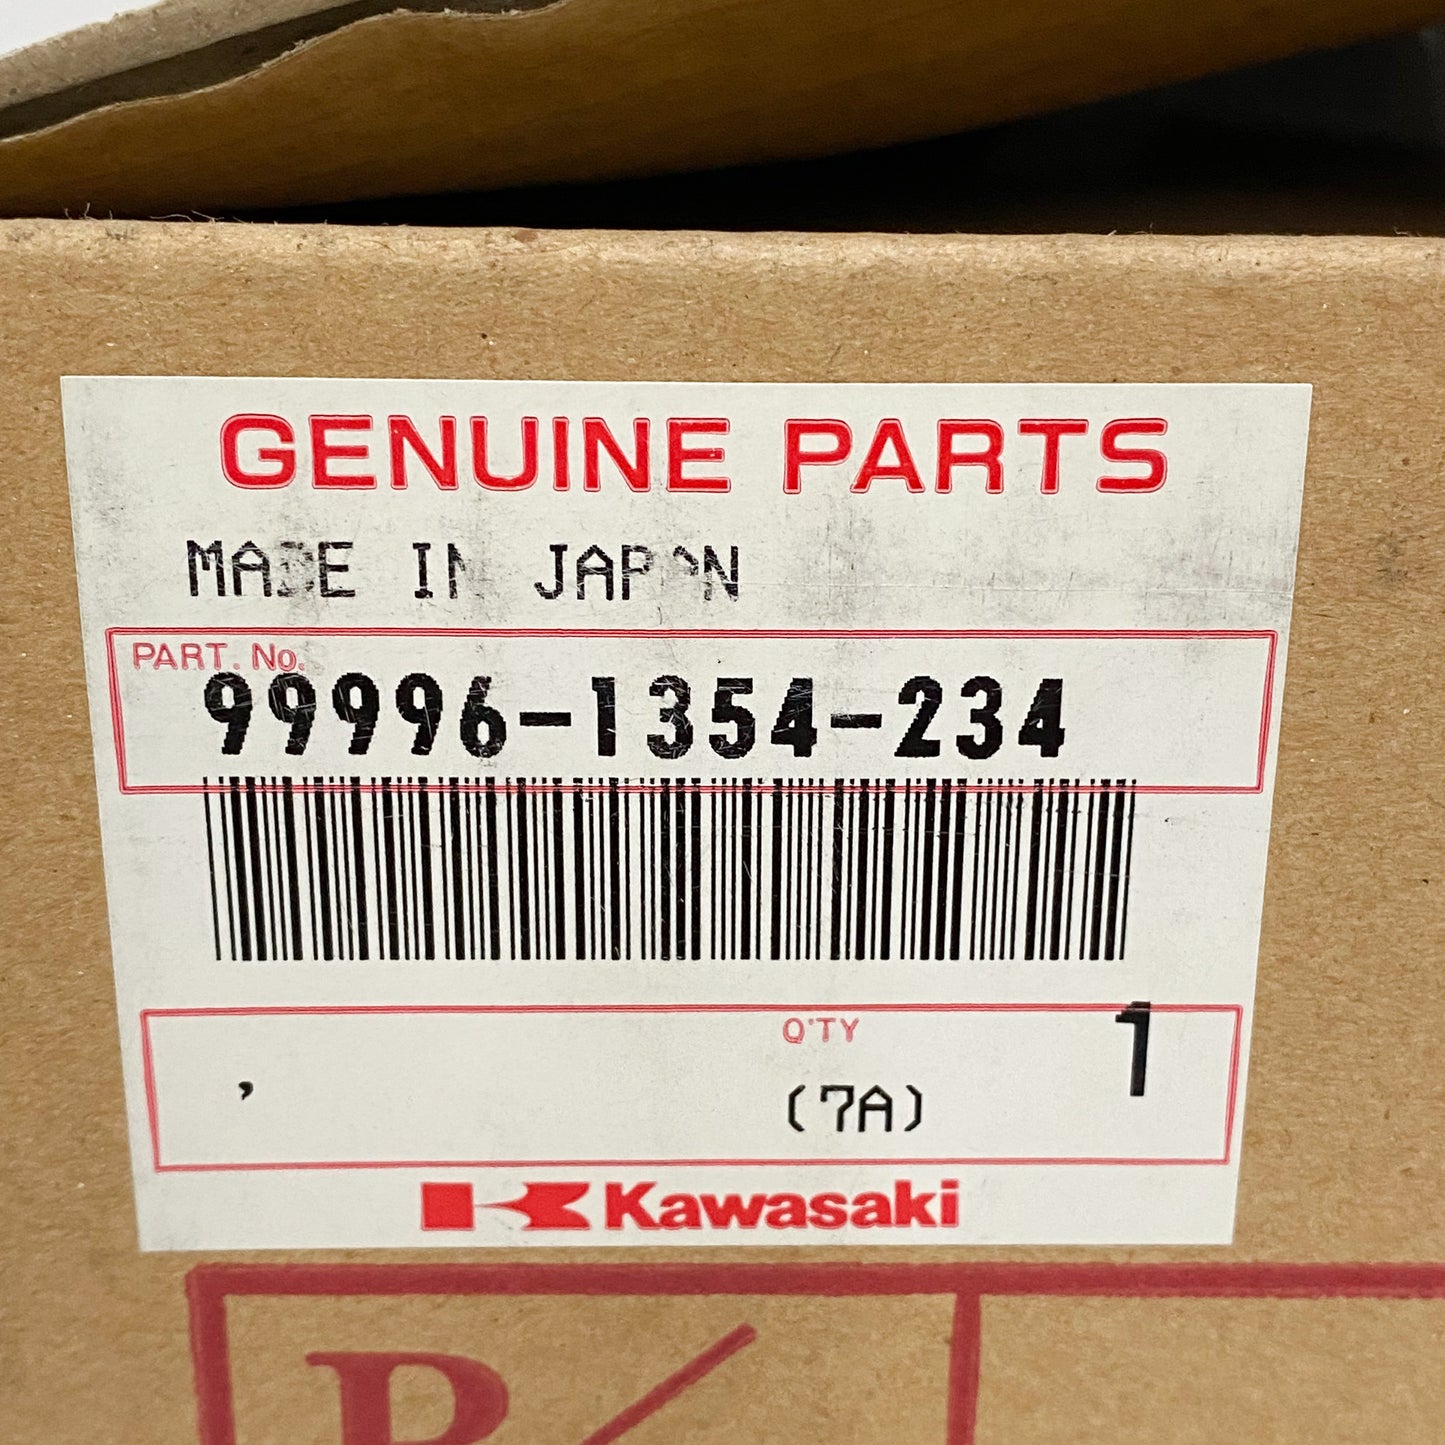 GENUINE PARTS
MADE IN JAPAN
PART. No.
99996-1354-234
Q'TY 1
, (7A)
Kawasaki
P/